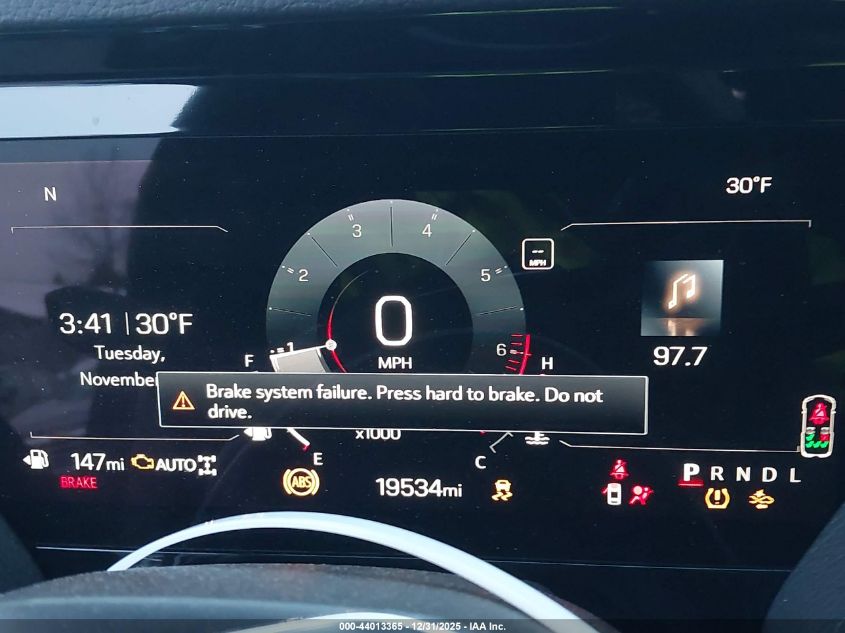 N
30°F
3
4
2
5
--
MPH
3:41 | 30°F
0
1
6
Tuesday,
MPH
97.7
November
F
H
Brake system failure. Press hard to brake. Do not
drive.
x1000
147mi
AUTO
E
C
P R N D L
BRAKE
ABS
19534mi
000-44013365 - 12/31/2025 - IAA Inc.